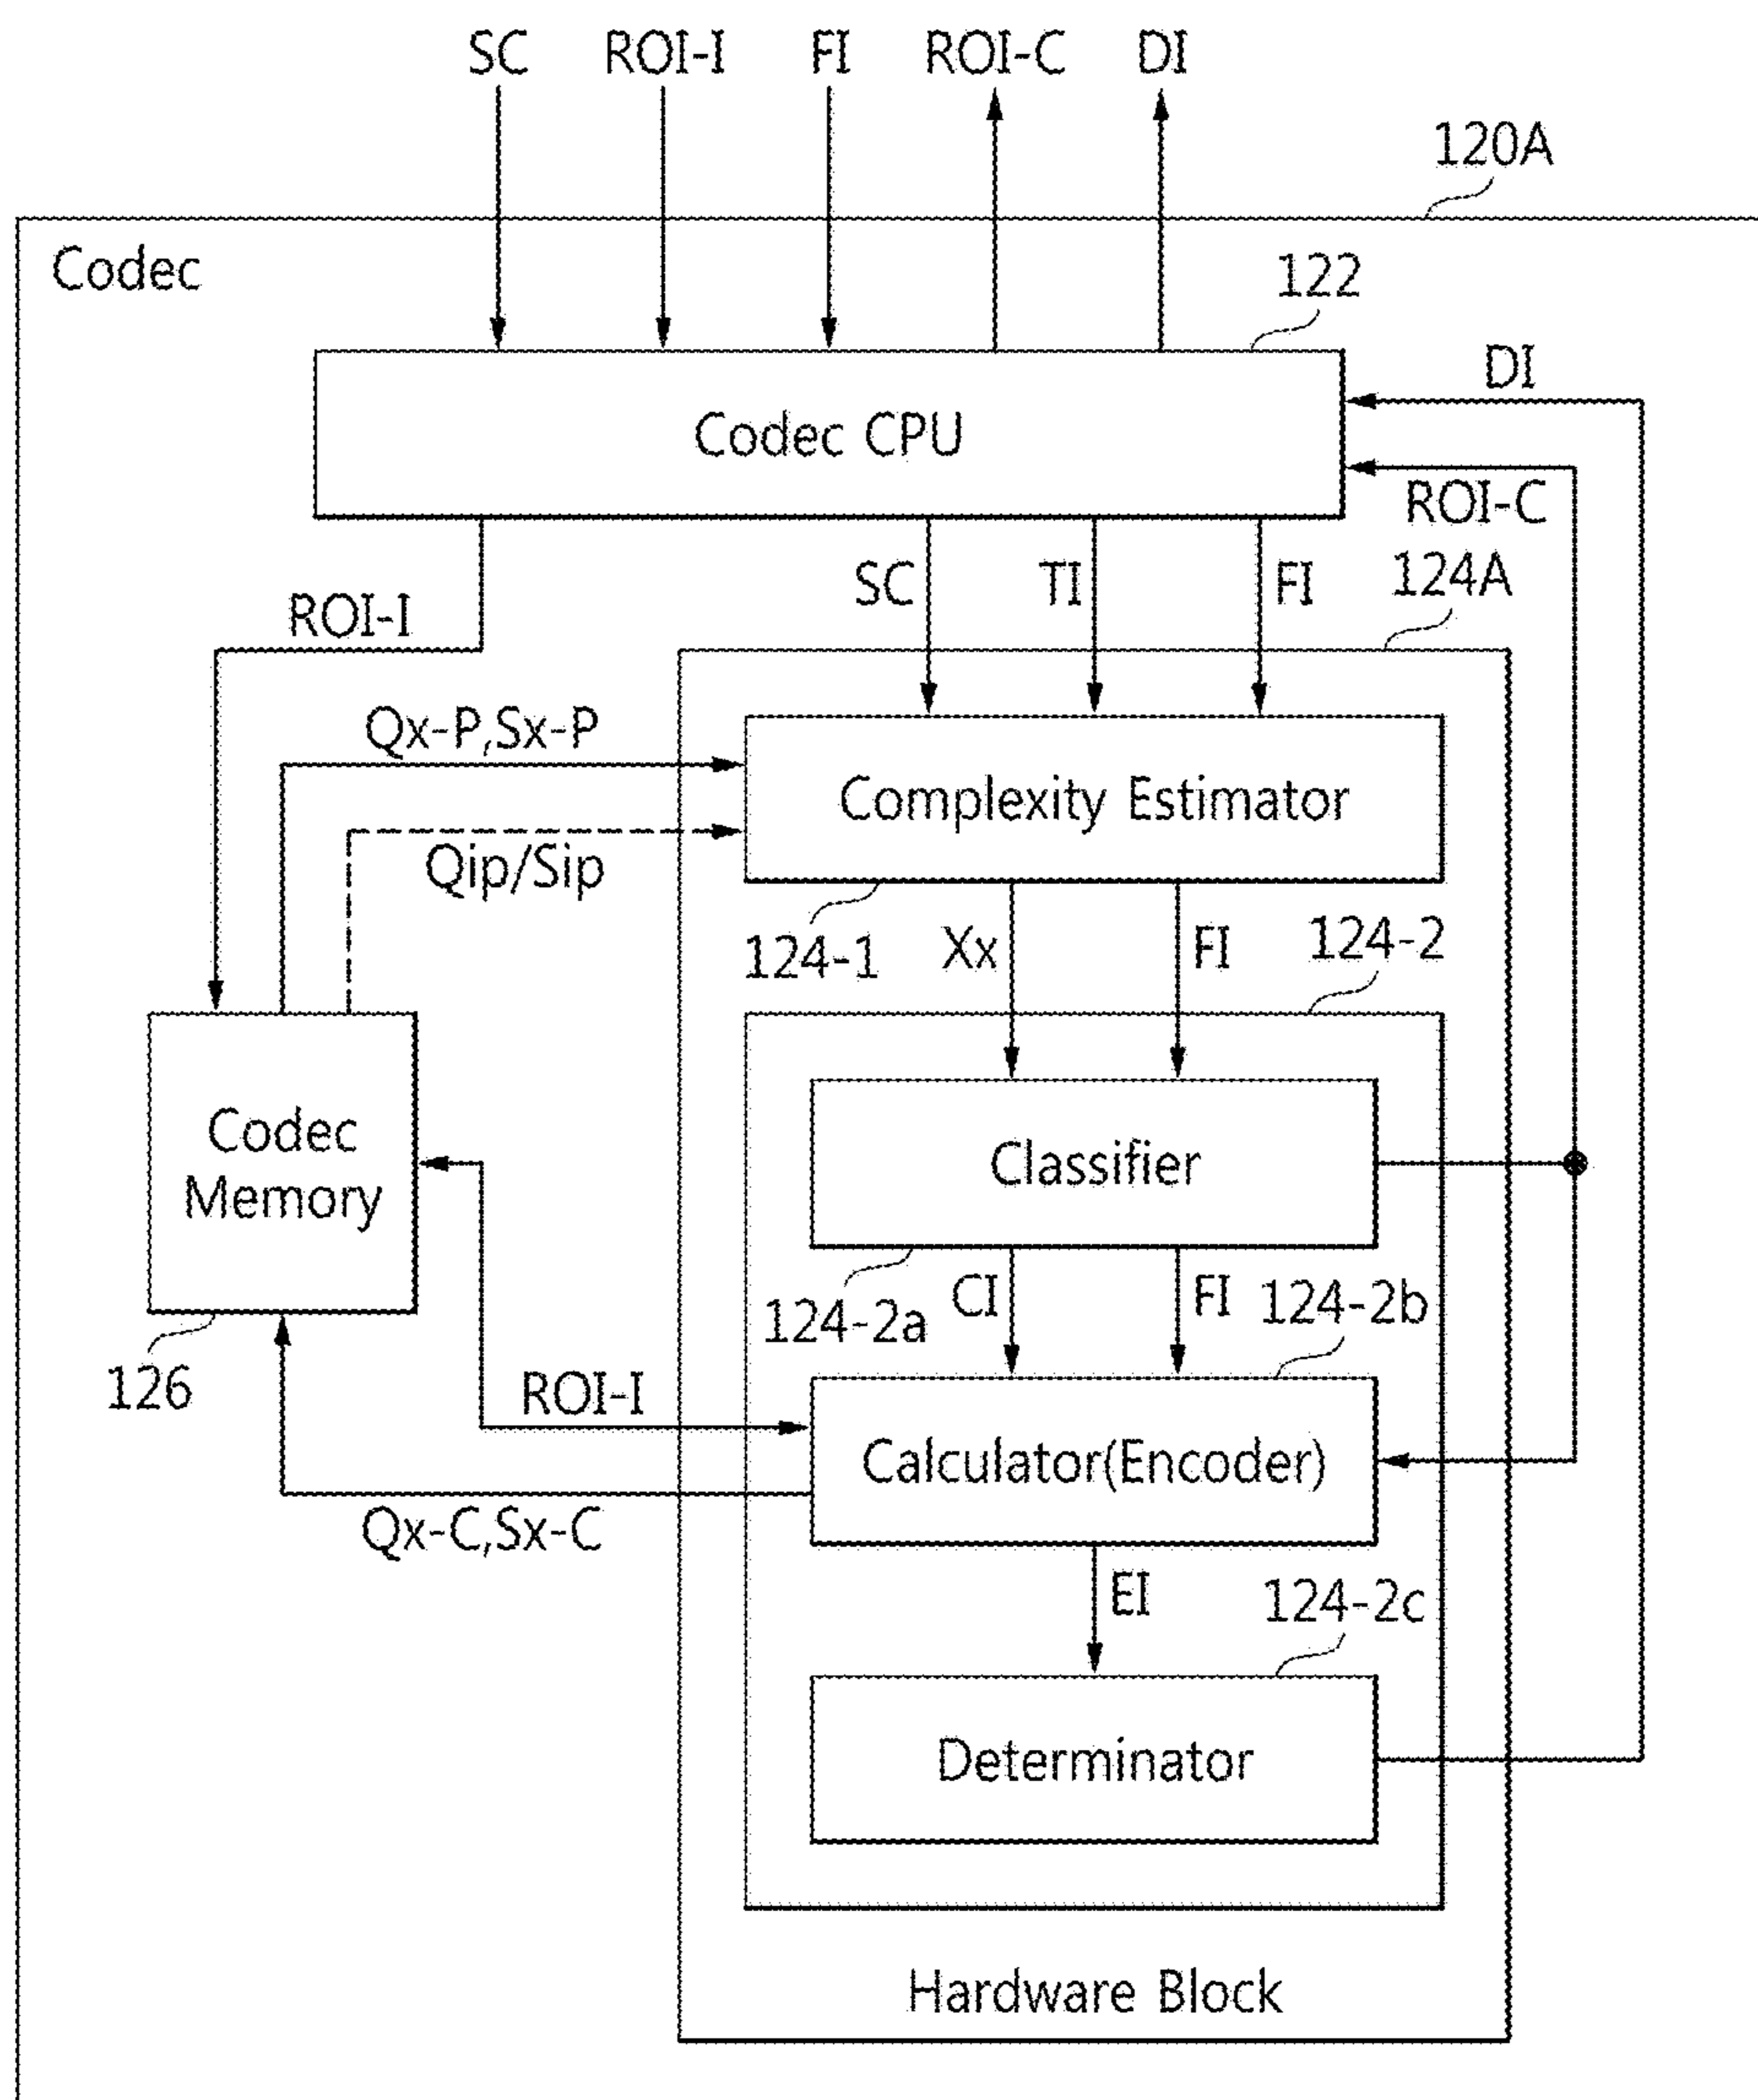 SC
ROI-I
FI
ROI-C
DI
120A
Codec
122
Codec CPU
DI
ROI-C
SC
TI
FI
124A
ROI-I
Qx-P,Sx-P
Complexity Estimator
Qip/Sip
124-1
Xx
FI
124-2
Codec
Memory
Classifier
126
124-2a
CI
FI
124-2b
ROI-I
Calculator(Encoder)
Qx-C,Sx-C
EI
124-2c
Determinator
Hardware Block